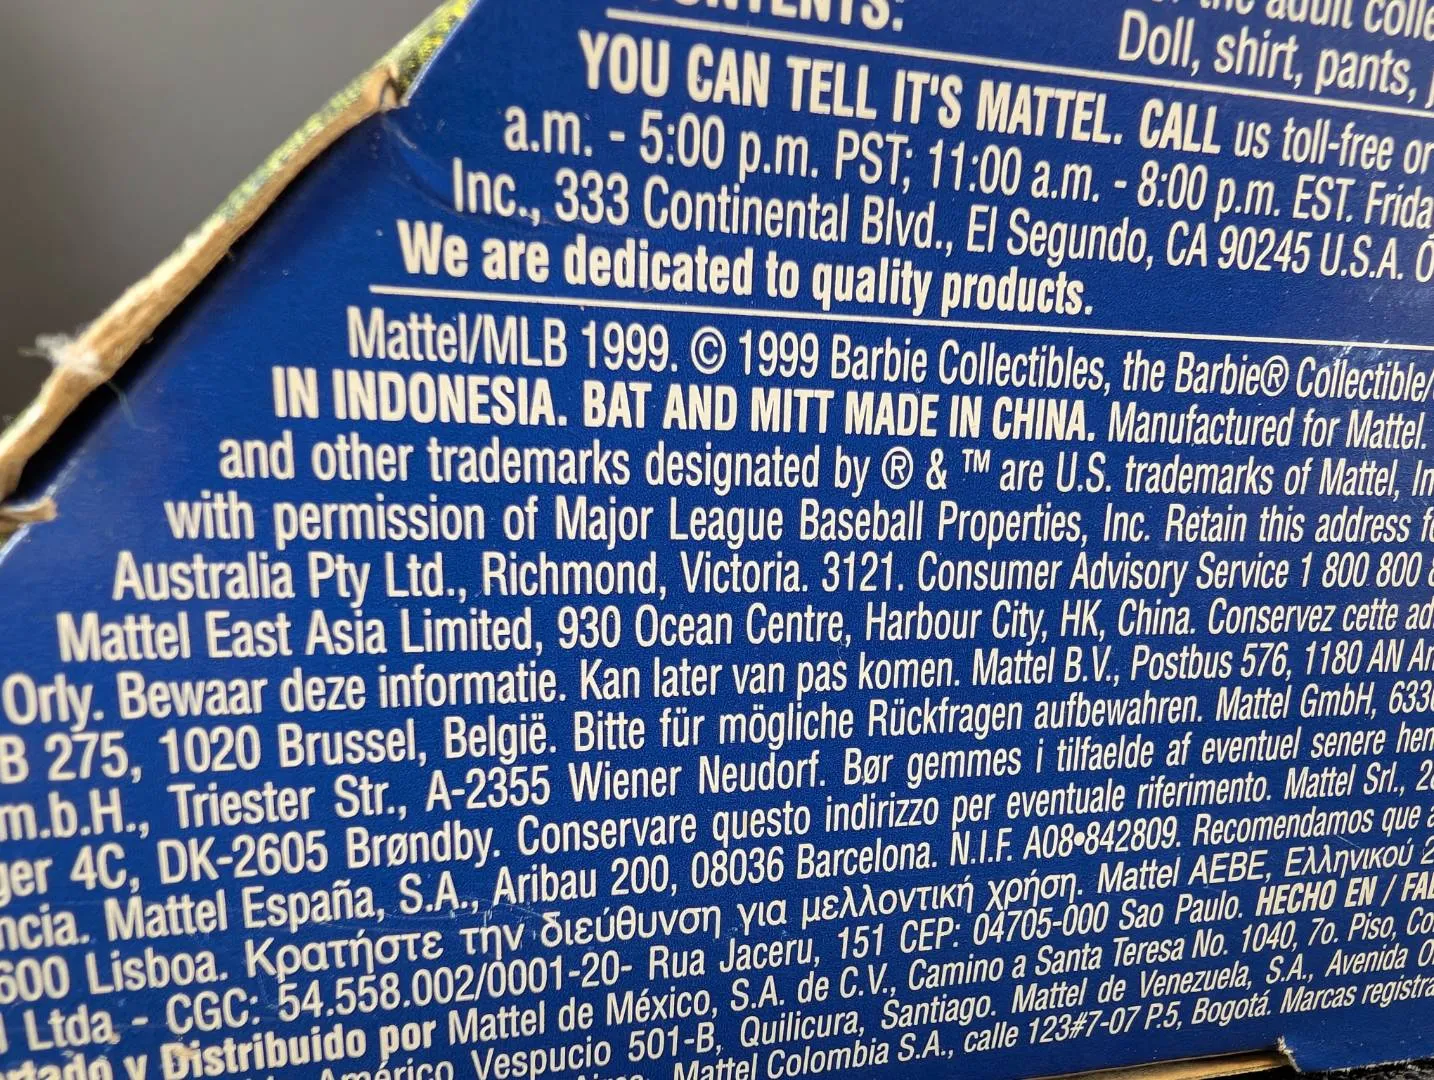 CONTENTS:
the adult
Doll, shirt, pants,
YOU CAN TELL IT'S MATTEL. CALL us toll-free or
a.m. - 5:00 p.m. PST; 11:00 a.m. - 8:00 p.m. EST. Frida
Inc., 333 Continental Blvd., El Segundo, CA 90245 U.S.A.
We are dedicated to quality products.
Mattel/MLB 1999. © 1999 Barbie Collectibles, the Barbie® Collectible/
IN INDONESIA. BAT AND MITT MADE IN CHINA. Manufactured for Mattel.
and other trademarks designated by ® & ™ are U.S. trademarks of Mattel, In
with permission of Major League Baseball Properties, Inc. Retain this address
Australia Pty Ltd., Richmond, Victoria. 3121. Consumer Advisory Service 1 800 800
Mattel East Asia Limited, 930 Ocean Centre, Harbour City, HK, China. Conservez cette ad
Orly. Bewaar deze informatie. Kan later van pas komen. Mattel B.V., Postbus 576, 1180 AN Am
B 275, 1020 Brussel, België. Bitte für mögliche Rückfragen aufbewahren. Mattel GmbH, 633
m.b.H., Triester Str., A-2355 Wiener Neudorf. Bør gemmes i tilfaelde af eventuel senere hen
ger 4C, DK-2605 Brøndby. Conservare questo indirizzo per eventuale riferimento. Mattel Srl., 2
ncia. Mattel España, S.A., Aribau 200, 08036 Barcelona. N.I.F. A08•842809. Recomendamos que
600 Lisboa. Κρατήστε την διεύθυνση για μελλοντική χρήση. Mattel AEBE, Ελληνικού 2
l Ltda. - CGC: 54.558.002/0001-20- Rua Jaceru, 151 CEP: 04705-000 Sao Paulo. HECHO EN / FA
rtado y Distribuido por Mattel de México, S.A. de C.V., Camino a Santa Teresa No. 1040, 7o. Piso, Co
Américo Vespucio 501-B, Quilicura, Santiago. Mattel de Venezuela, S.A., Avenida
Mattel Colombia S.A., calle 123#7-07 P.5, Bogotá. Marcas registra